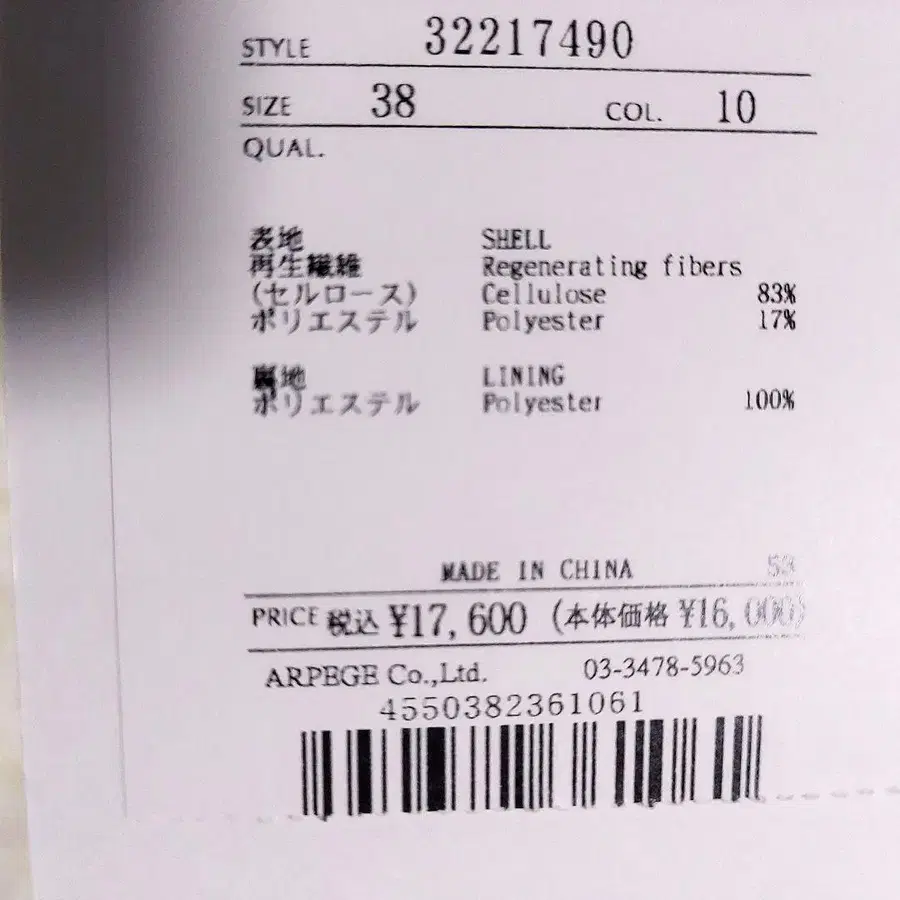 STYLE 32217490
SIZE 38 COL. 10
QUAL.
表地 SHELL
再生繊維 Regenerating fibers
(セルロース) Cellulose 83%
ポリエステル Polyester 17%
裏地 LINING
ポリエステル Polyester 100%
MADE IN CHINA 53
PRICE 税込 ¥17,600 (本体価格 ¥16,000)
ARPEGE Co.,Ltd. 03-3478-5963
4550382361061